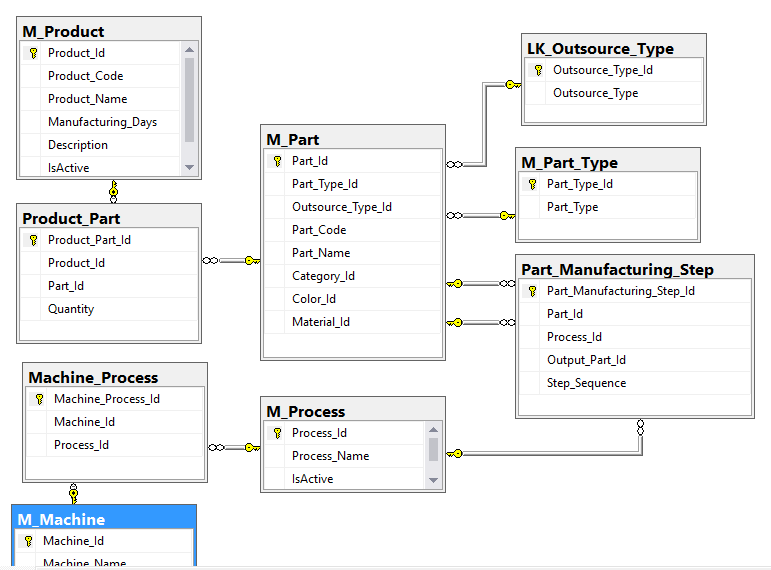 M_Product
Product_Id
Product_Code
Product_Name
Manufacturing_Days
Description
IsActive
Product_Part
Product_Part_Id
Product_Id
Part_Id
Quantity
Machine_Process
Machine_Process_Id
Machine_Id
Process_Id
M_Machine
Machine_Id
Machine_Name
M_Part
Part_Id
Part_Type_Id
Outsource_Type_Id
Part_Code
Part_Name
Category_Id
Color_Id
Material_Id
M_Process
Process_Id
Process_Name
IsActive
LK_Outsource_Type
Outsource_Type_Id
Outsource_Type
M_Part_Type
Part_Type_Id
Part_Type
Part_Manufacturing_Step
Part_Manufacturing_Step_Id
Part_Id
Process_Id
Output_Part_Id
Step_Sequence